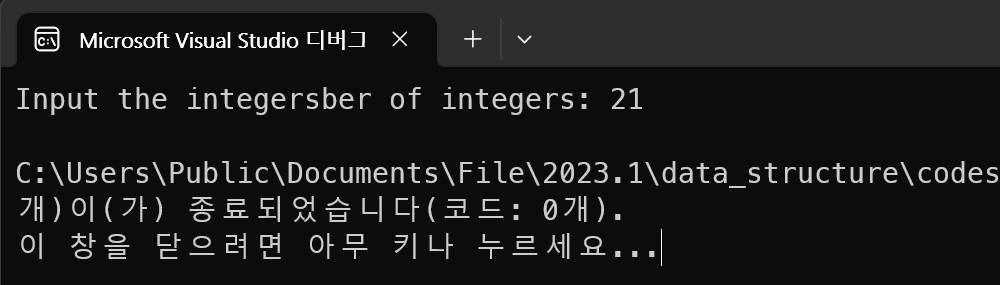 Microsoft Visual Studio 디버그
Input the integersber of integers: 21
C:\Users\Public\Documents\File\2023.1\data_structure\codes
개)이(가) 종료되었습니다(코드: 0개).
이 창을 닫으려면 아무 키나 누르세요...